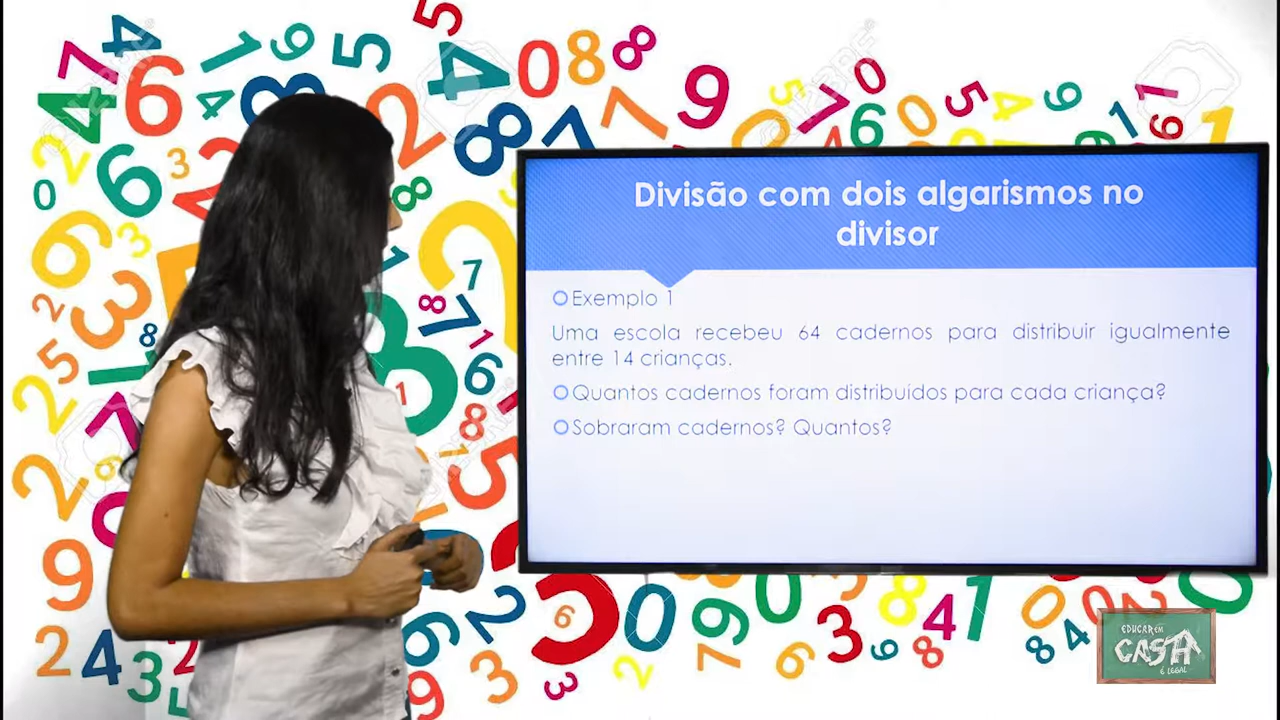 Divisão com dois algarismos no
divisor
Exemplo 1
Uma escola recebeu 64 cadernos para distribuir igualmente
entre 14 crianças.
Quantos cadernos foram distribuídos para cada criança?
Sobraram cadernos? Quantos?
EDUCAR EM
CASA
É LEGAL